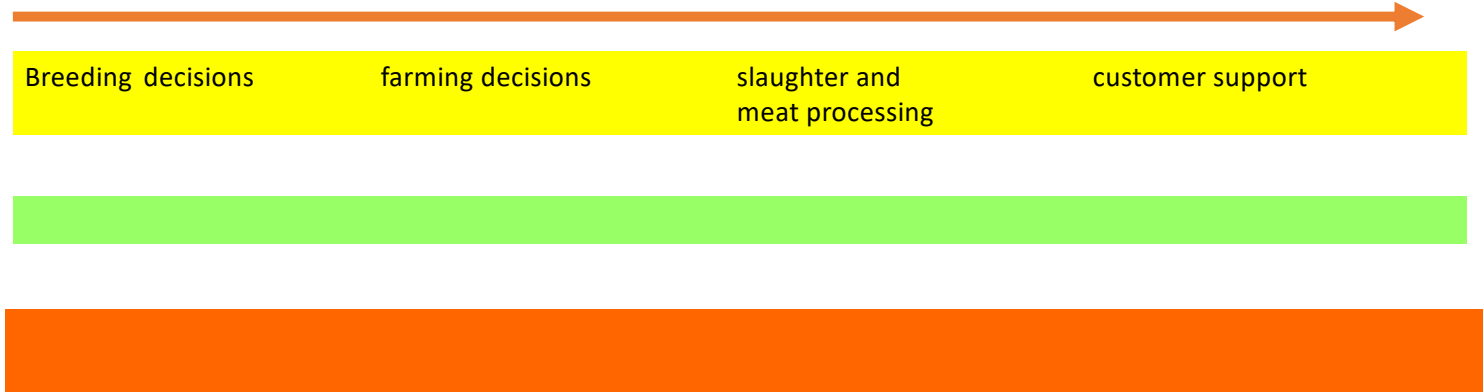 Breeding decisions
farming decisions
slaughter and
meat processing
customer support